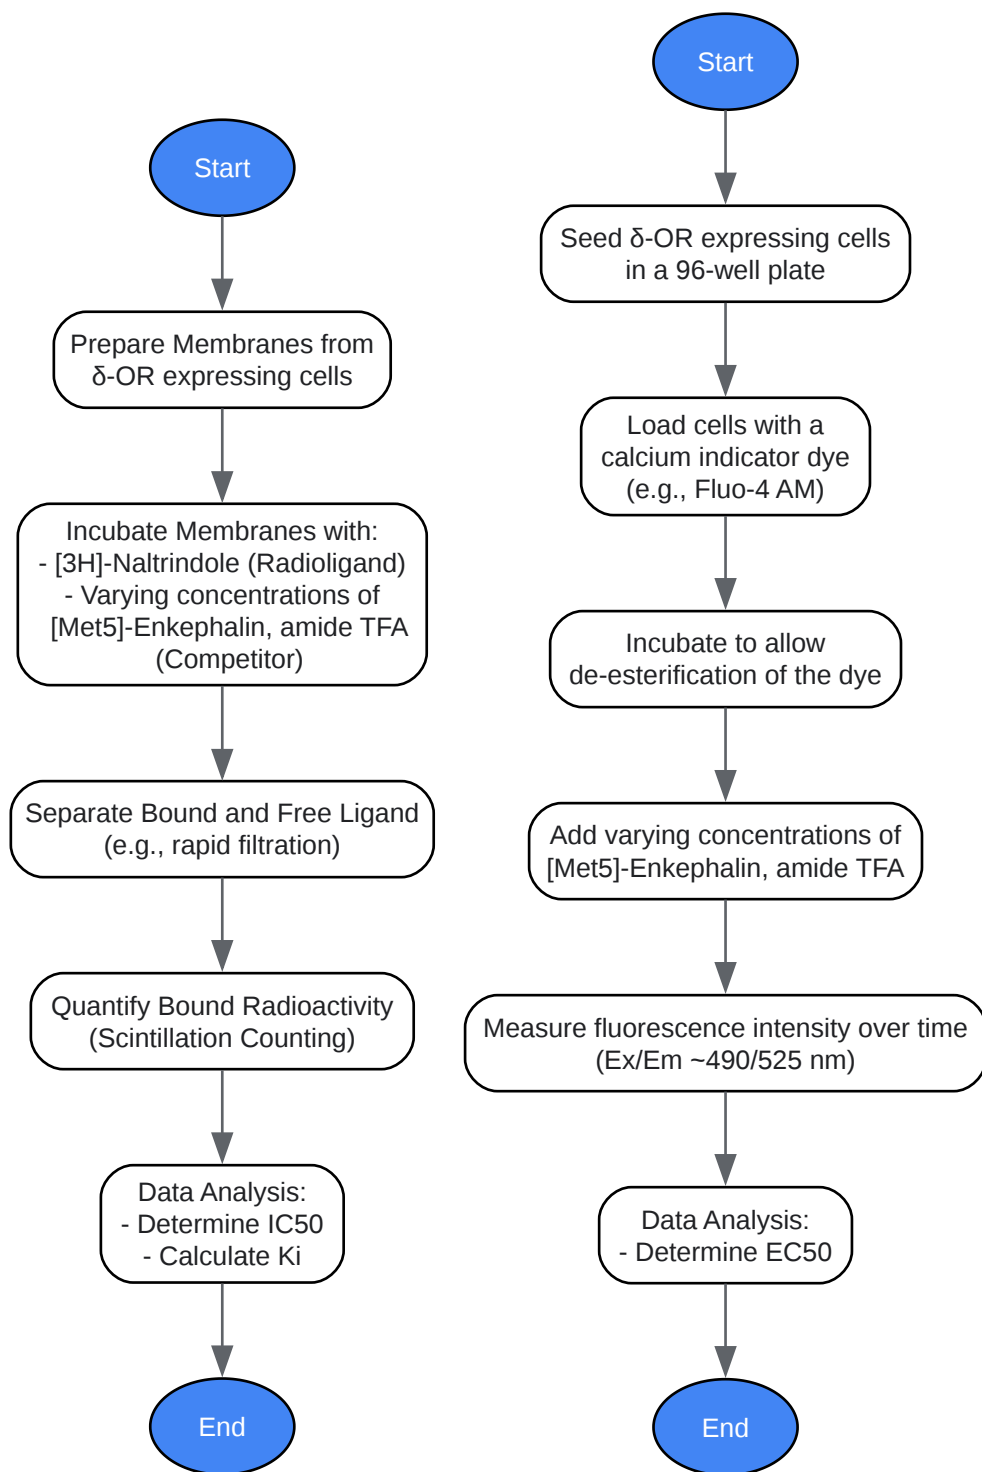 Start
Prepare Membranes from
δ-OR expressing cells
Incubate Membranes with:
- [3H]-Naltrindole (Radioligand)
- Varying concentrations of
[Met5]-Enkephalin, amide TFA
(Competitor)
Separate Bound and Free Ligand
(e.g., rapid filtration)
Quantify Bound Radioactivity
(Scintillation Counting)
Data Analysis:
- Determine IC50
- Calculate Ki
End
Start
Seed δ-OR expressing cells
in a 96-well plate
Load cells with a
calcium indicator dye
(e.g., Fluo-4 AM)
Incubate to allow
de-esterification of the dye
Add varying concentrations of
[Met5]-Enkephalin, amide TFA
Measure fluorescence intensity over time
(Ex/Em ~490/525 nm)
Data Analysis:
- Determine EC50
End